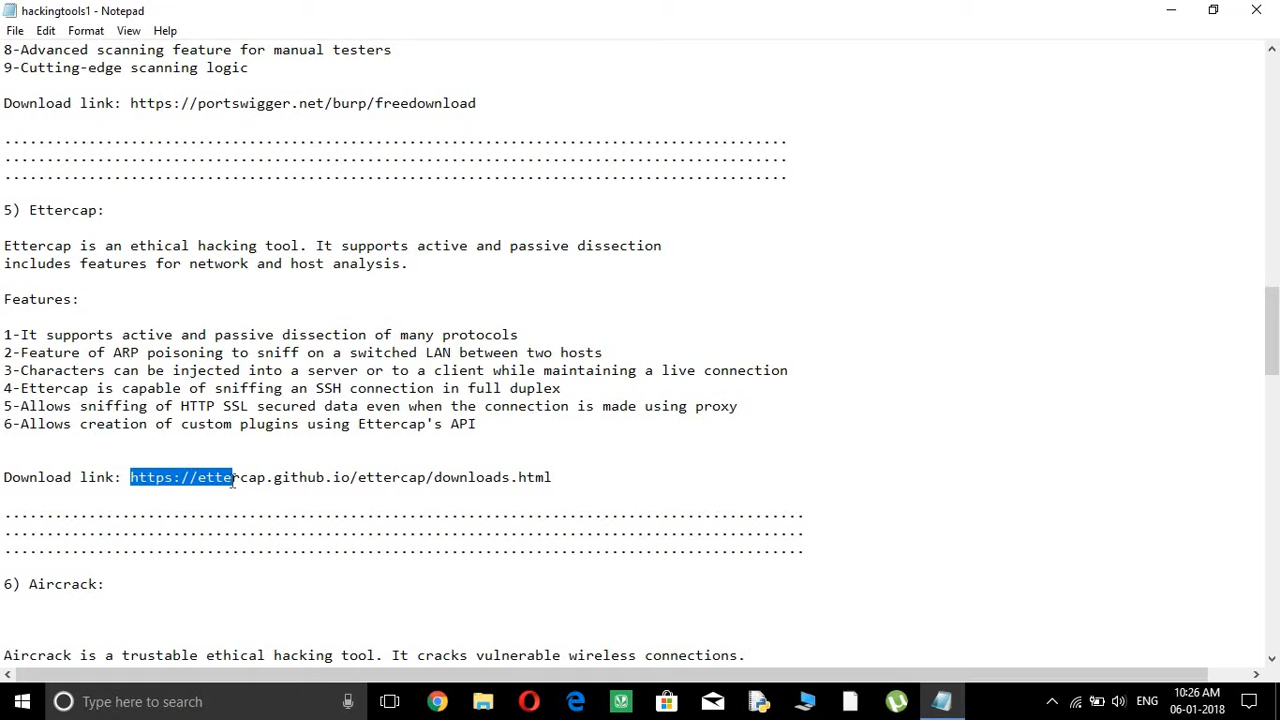 hackingtools1 - Notepad
File Edit Format View Help
8-Advanced scanning feature for manual testers
9-Cutting-edge scanning logic
Download link: https://portswigger.net/burp/freedownload
.............................................................................................
.............................................................................................
.............................................................................................
5) Ettercap:
Ettercap is an ethical hacking tool. It supports active and passive dissection
includes features for network and host analysis.
Features:
1-It supports active and passive dissection of many protocols
2-Feature of ARP poisoning to sniff on a switched LAN between two hosts
3-Characters can be injected into a server or to a client while maintaining a live connection
4-Ettercap is capable of sniffing an SSH connection in full duplex
5-Allows sniffing of HTTP SSL secured data even when the connection is made using proxy
6-Allows creation of custom plugins using Ettercap's API
Download link: https://ettercap.github.io/ettercap/downloads.html
...............................................................................................
...............................................................................................
...............................................................................................
6) Aircrack:
Aircrack is a trustable ethical hacking tool. It cracks vulnerable wireless connections.
Type here to search
ENG
10:26 AM
06-01-2018